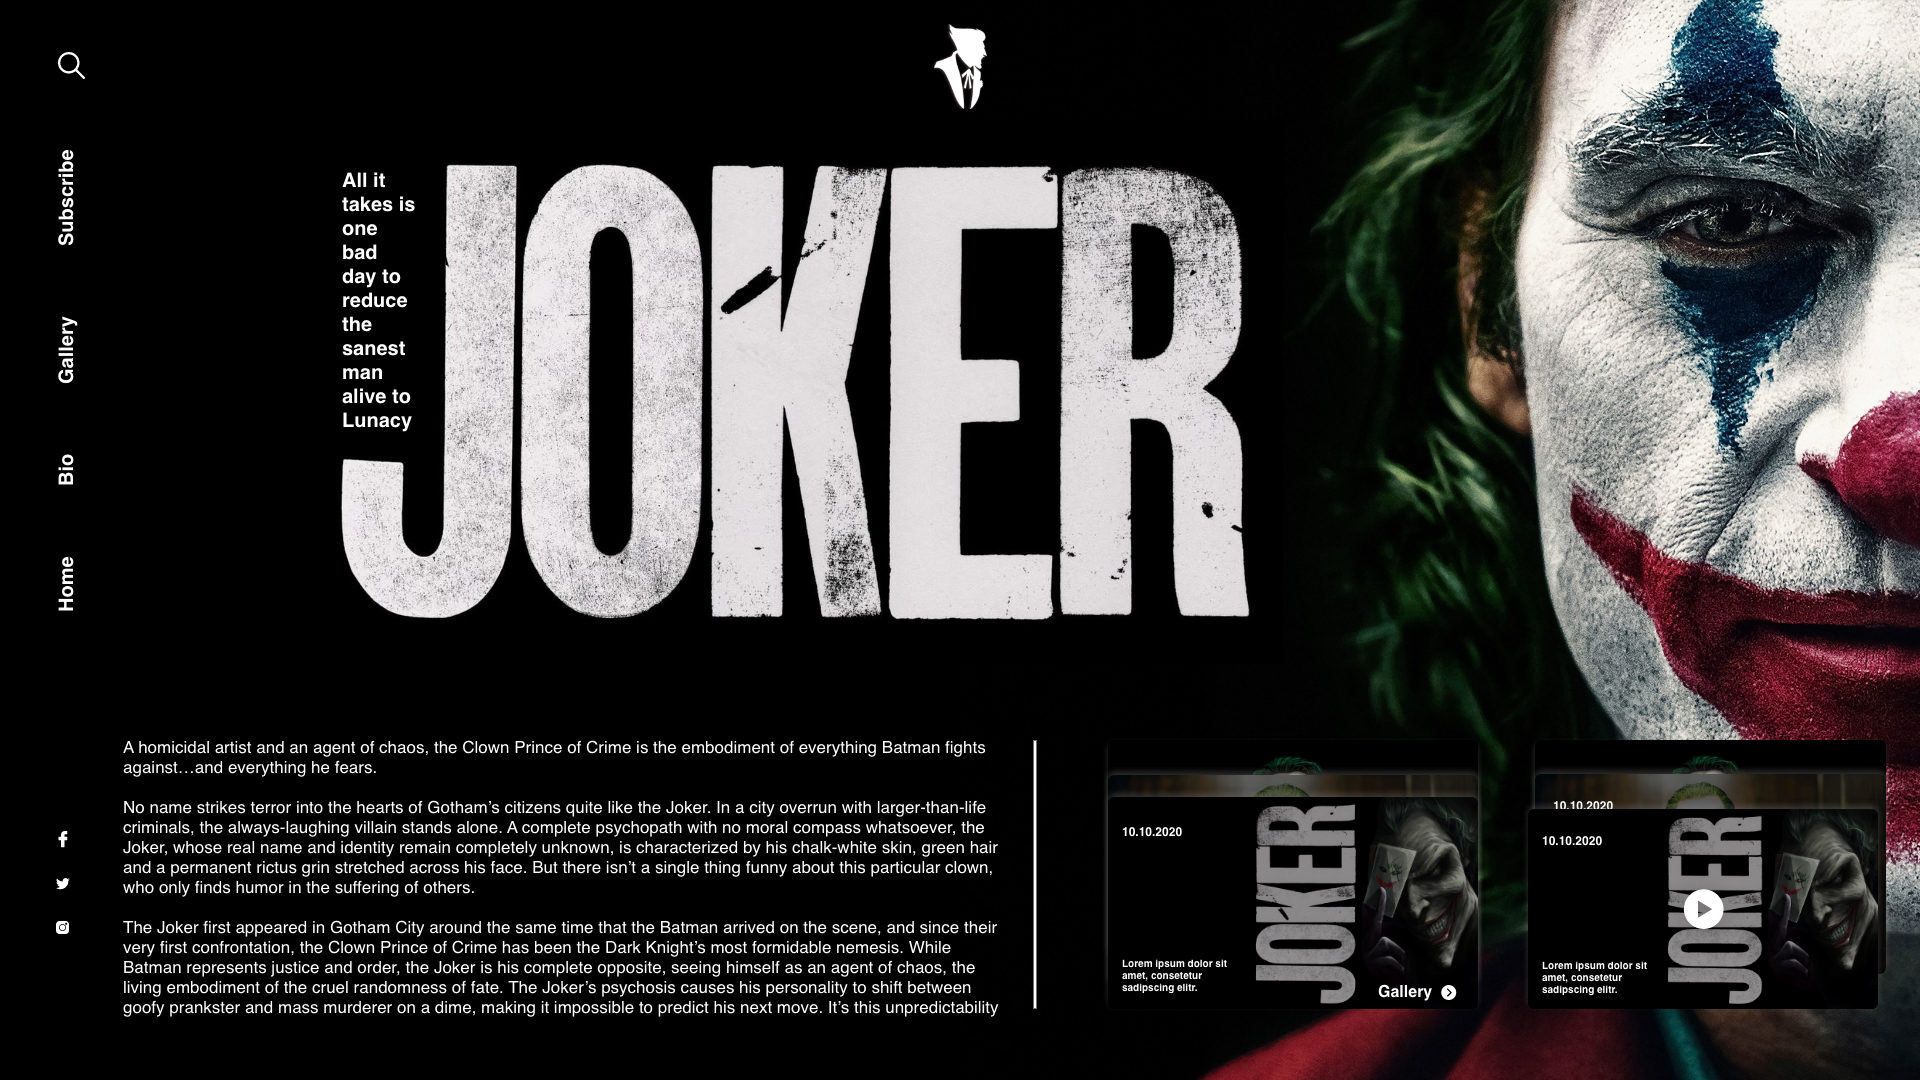 Subscribe
Gallery
Bio
Home
All it
takes is
one
bad
day to
reduce
the
sanest
man
alive to
Lunacy
JOKER
A homicidal artist and an agent of chaos, the Clown Prince of Crime is the embodiment of everything Batman fights
against…and everything he fears.
No name strikes terror into the hearts of Gotham’s citizens quite like the Joker. In a city overrun with larger-than-life
criminals, the always-laughing villain stands alone. A complete psychopath with no moral compass whatsoever, the
Joker, whose real name and identity remain completely unknown, is characterized by his chalk-white skin, green hair
and a permanent rictus grin stretched across his face. But there isn’t a single thing funny about this particular clown,
who only finds humor in the suffering of others.
The Joker first appeared in Gotham City around the same time that the Batman arrived on the scene, and since their
very first confrontation, the Clown Prince of Crime has been the Dark Knight’s most formidable nemesis. While
Batman represents justice and order, the Joker is his complete opposite, seeing himself as an agent of chaos, the
living embodiment of the cruel randomness of fate. The Joker’s psychosis causes his personality to shift between
goofy prankster and mass murderer on a dime, making it impossible to predict his next move. It’s this unpredictability
10.10.2020
JOKER
Lorem ipsum dolor sit
amet, consetetur
sadipscing elitr.
Gallery
10.10.2020
10.10.2020
JOKER
Lorem ipsum dolor sit
amet, consetetur
sadipscing elitr.